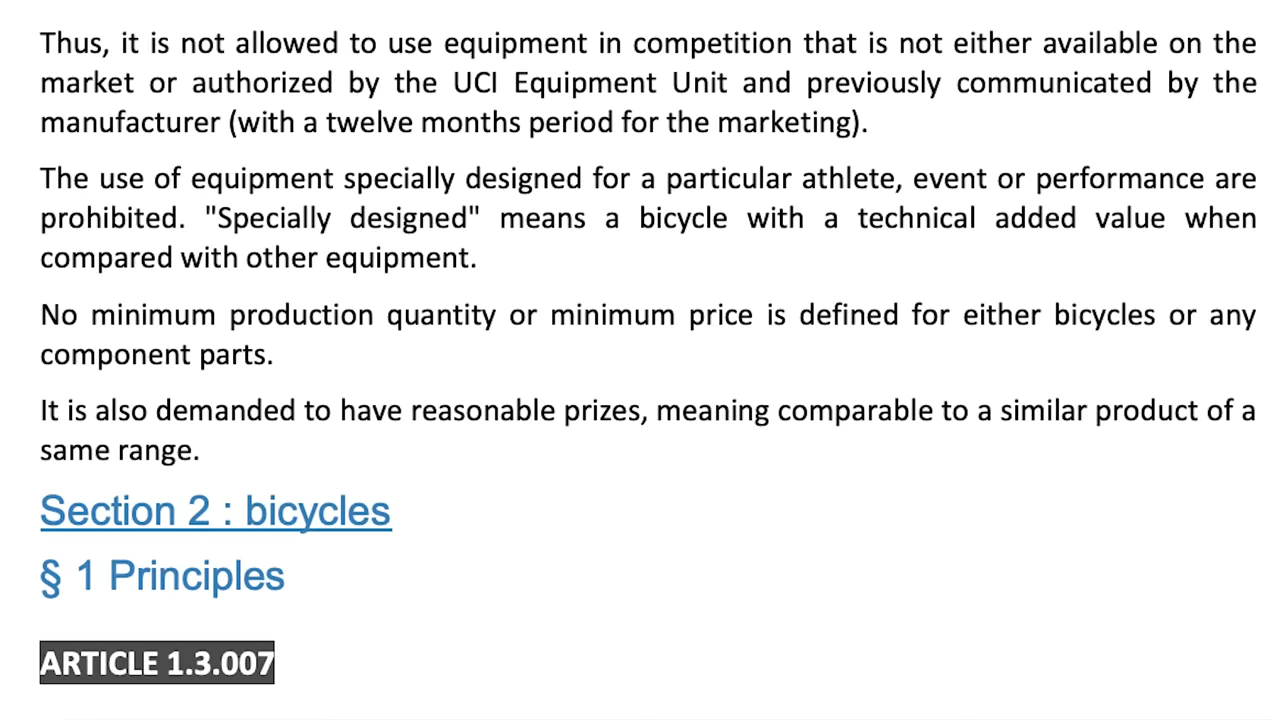 Thus, it is not allowed to use equipment in competition that is not either available on the
market or authorized by the UCI Equipment Unit and previously communicated by the
manufacturer (with a twelve months period for the marketing).
The use of equipment specially designed for a particular athlete, event or performance are
prohibited. "Specially designed" means a bicycle with a technical added value when
compared with other equipment.
No minimum production quantity or minimum price is defined for either bicycles or any
component parts.
It is also demanded to have reasonable prizes, meaning comparable to a similar product of a
same range.
Section 2 : bicycles
§ 1 Principles
ARTICLE 1.3.007